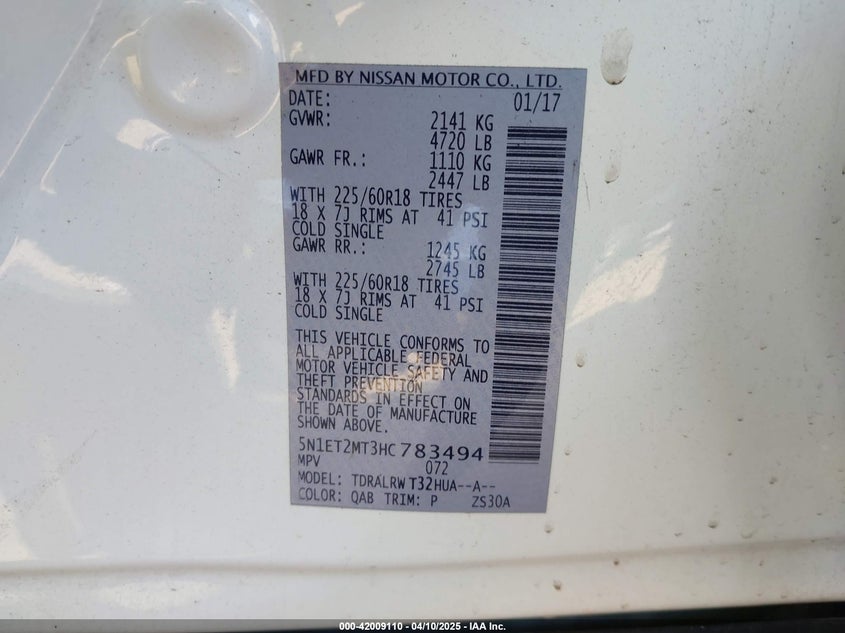 MFD BY NISSAN MOTOR CO., LTD.
DATE: 01/17
GVWR: 2141 KG
4720 LB
GAWR FR.: 1110 KG
2447 LB
WITH 225/60R18 TIRES
18 X 7J RIMS AT 41 PSI
COLD SINGLE
GAWR RR.: 1245 KG
2745 LB
WITH 225/60R18 TIRES
18 X 7J RIMS AT 41 PSI
COLD SINGLE
THIS VEHICLE CONFORMS TO
ALL APPLICABLE FEDERAL
MOTOR VEHICLE SAFETY AND
THEFT PREVENTION
STANDARDS IN EFFECT ON
THE DATE OF MANUFACTURE
SHOWN ABOVE.
5N1ET2MT3HC783494
MPV 072
MODEL: TDRALRW T32HUA--A--
COLOR: QAB TRIM: P ZS30A
000-42009110 - 04/10/2025 - IAA Inc.